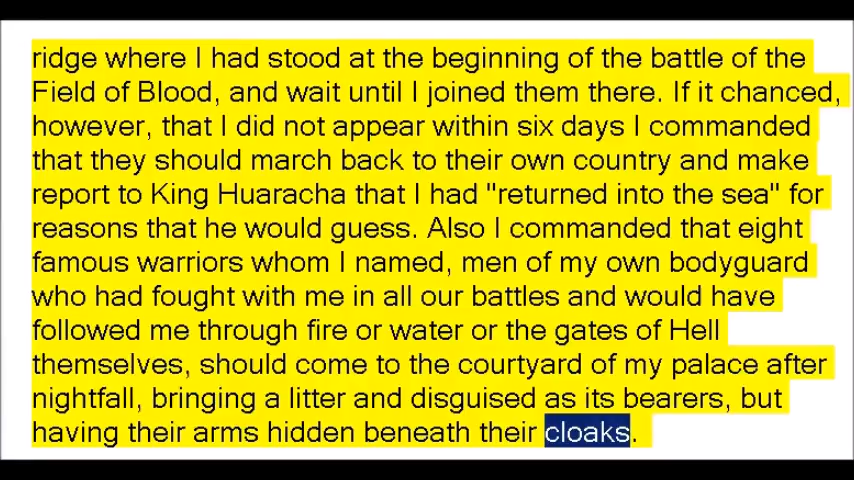 ridge where I had stood at the beginning of the battle of the
Field of Blood, and wait until I joined them there. If it chanced,
however, that I did not appear within six days I commanded
that they should march back to their own country and make
report to King Huaracha that I had "returned into the sea" for
reasons that he would guess. Also I commanded that eight
famous warriors whom I named, men of my own bodyguard
who had fought with me in all our battles and would have
followed me through fire or water or the gates of Hell
themselves, should come to the courtyard of my palace after
nightfall, bringing a litter and disguised as its bearers, but
having their arms hidden beneath their cloaks.